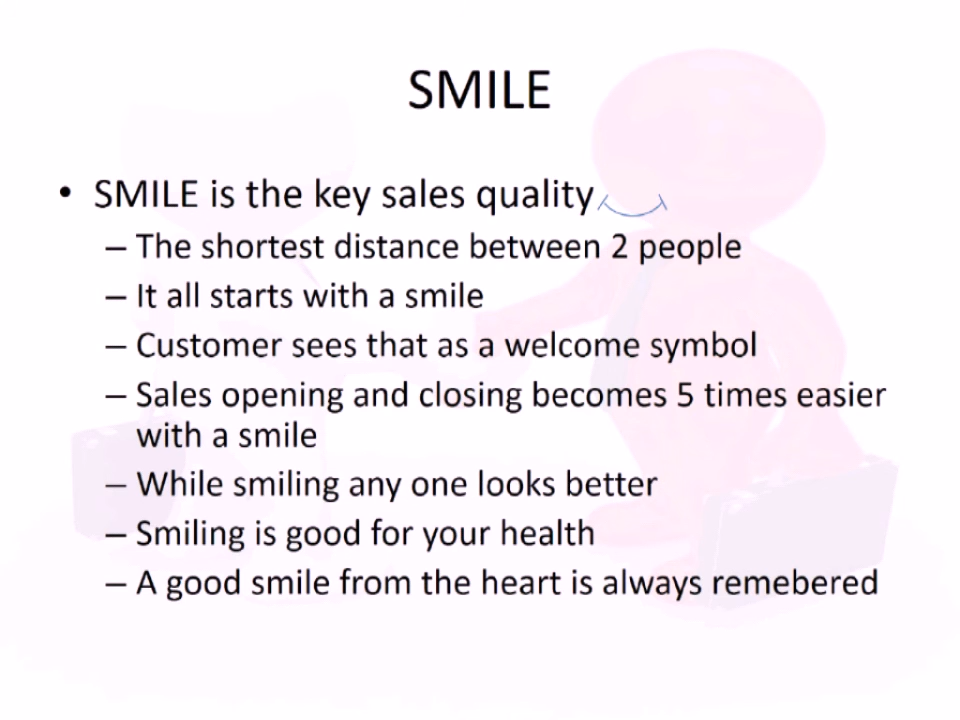 SMILE
• SMILE is the key sales quality
– The shortest distance between 2 people
– It all starts with a smile
– Customer sees that as a welcome symbol
– Sales opening and closing becomes 5 times easier
with a smile
– While smiling any one looks better
– Smiling is good for your health
– A good smile from the heart is always remebered